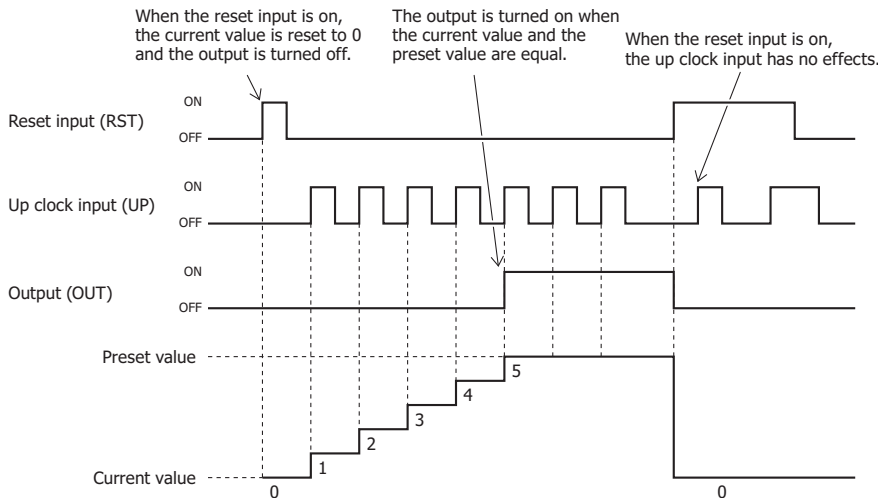 When the reset input is on,
the current value is reset to 0
and the output is turned off.
The output is turned on when
the current value and the
preset value are equal.
When the reset input is on,
the up clock input has no effects.
Reset input (RST)
ON
OFF
Up clock input (UP)
ON
OFF
Output (OUT)
ON
OFF
Preset value
5
4
3
2
1
Current value
0
0